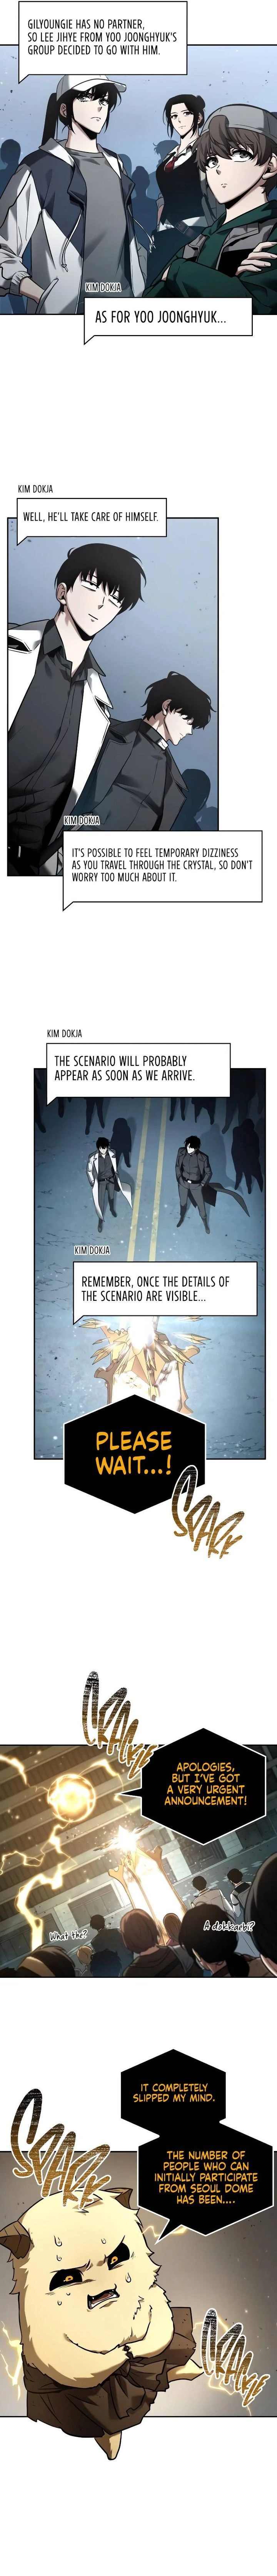 GILYOUNGIE HAS NO PARTNER,
SO LEE JIHYE FROM YOO JOONGHYUK'S
GROUP DECIDED TO GO WITH HIM.
KIM DOKJA
AS FOR YOO JOONGHYUK...
KIM DOKJA
WELL, HE'LL TAKE CARE OF HIMSELF.
KIM DOKJA
IT'S POSSIBLE TO FEEL TEMPORARY DIZZINESS
AS YOU TRAVEL THROUGH THE CRYSTAL, SO DON'T
WORRY TOO MUCH ABOUT IT.
KIM DOKJA
THE SCENARIO WILL PROBABLY
APPEAR AS SOON AS WE ARRIVE.
KIM DOKJA
REMEMBER, ONCE THE DETAILS OF
THE SCENARIO ARE VISIBLE...
PLEASE
WAIT...!
SPARK
CRACKLE
APOLOGIES,
BUT I'VE GOT
A VERY URGENT
ANNOUNCEMENT!
What the?
A dokkaebi?
IT COMPLETELY
SLIPPED MY MIND.
SPARK
THE NUMBER OF
PEOPLE WHO CAN
INITIALLY PARTICIPATE
FROM SEOUL DOME
HAS BEEN....
CRACKLE